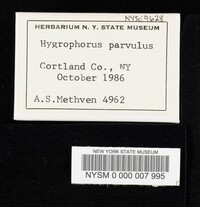 NYSf 9628
HERBARIUM N. Y. STATE MUSEUM
Hygrophorus parvulus
Cortland Co., NY
October 1986
A.S.Methven 4962
NEW YORK STATE MUSEUM
NYSM 0 000 007 995